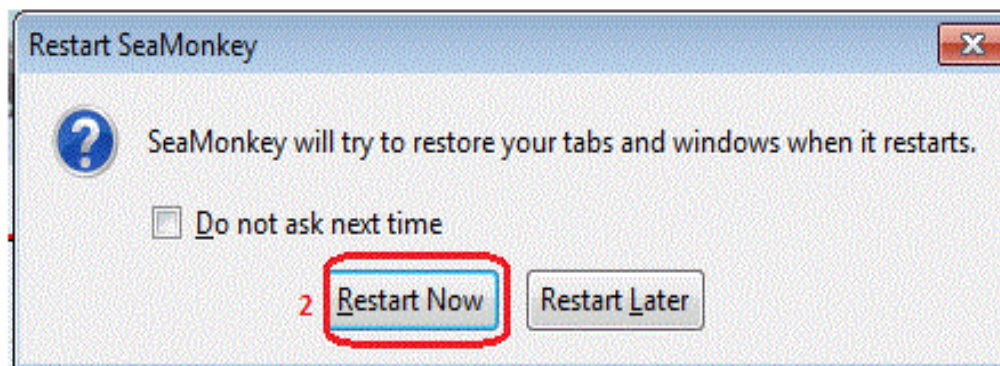 Restart SeaMonkey
SeaMonkey will try to restore your tabs and windows when it restarts.
Do not ask next time
2 Restart Now Restart Later